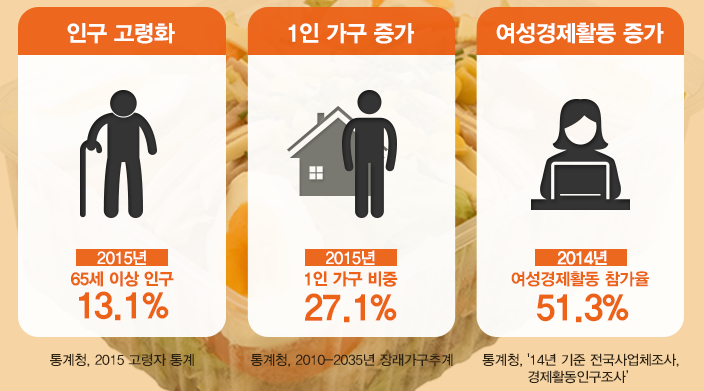 인구 고령화
2015년
65세 이상 인구
13.1%
통계청, 2015 고령자 통계
1인 가구 증가
2015년
1인 가구 비중
27.1%
통계청, 2010-2035년 장래가구추계
여성경제활동 증가
2014년
여성경제활동 참가율
51.3%
통계청, '14년 기준 전국사업체조사,
경제활동인구조사'